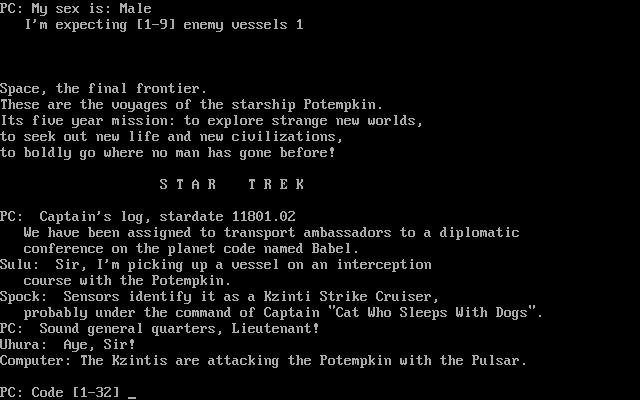 PC: My sex is: Male
I'm expecting [1-9] enemy vessels 1
Space, the final frontier.
These are the voyages of the starship Potempkin.
Its five year mission: to explore strange new worlds,
to seek out new life and new civilizations,
to boldly go where no man has gone before!
S T A R   T R E K
PC:  Captain's log, stardate 11801.02
We have been assigned to transport ambassadors to a diplomatic
conference on the planet code named Babel.
Sulu:  Sir, I'm picking up a vessel on an interception
course with the Potempkin.
Spock:  Sensors identify it as a Kzinti Strike Cruiser,
probably under the command of Captain "Cat Who Sleeps With Dogs".
PC:  Sound general quarters, Lieutenant!
Uhura:  Aye, Sir!
Computer: The Kzintis are attacking the Potempkin with the Pulsar.
PC: Code [1-32] _